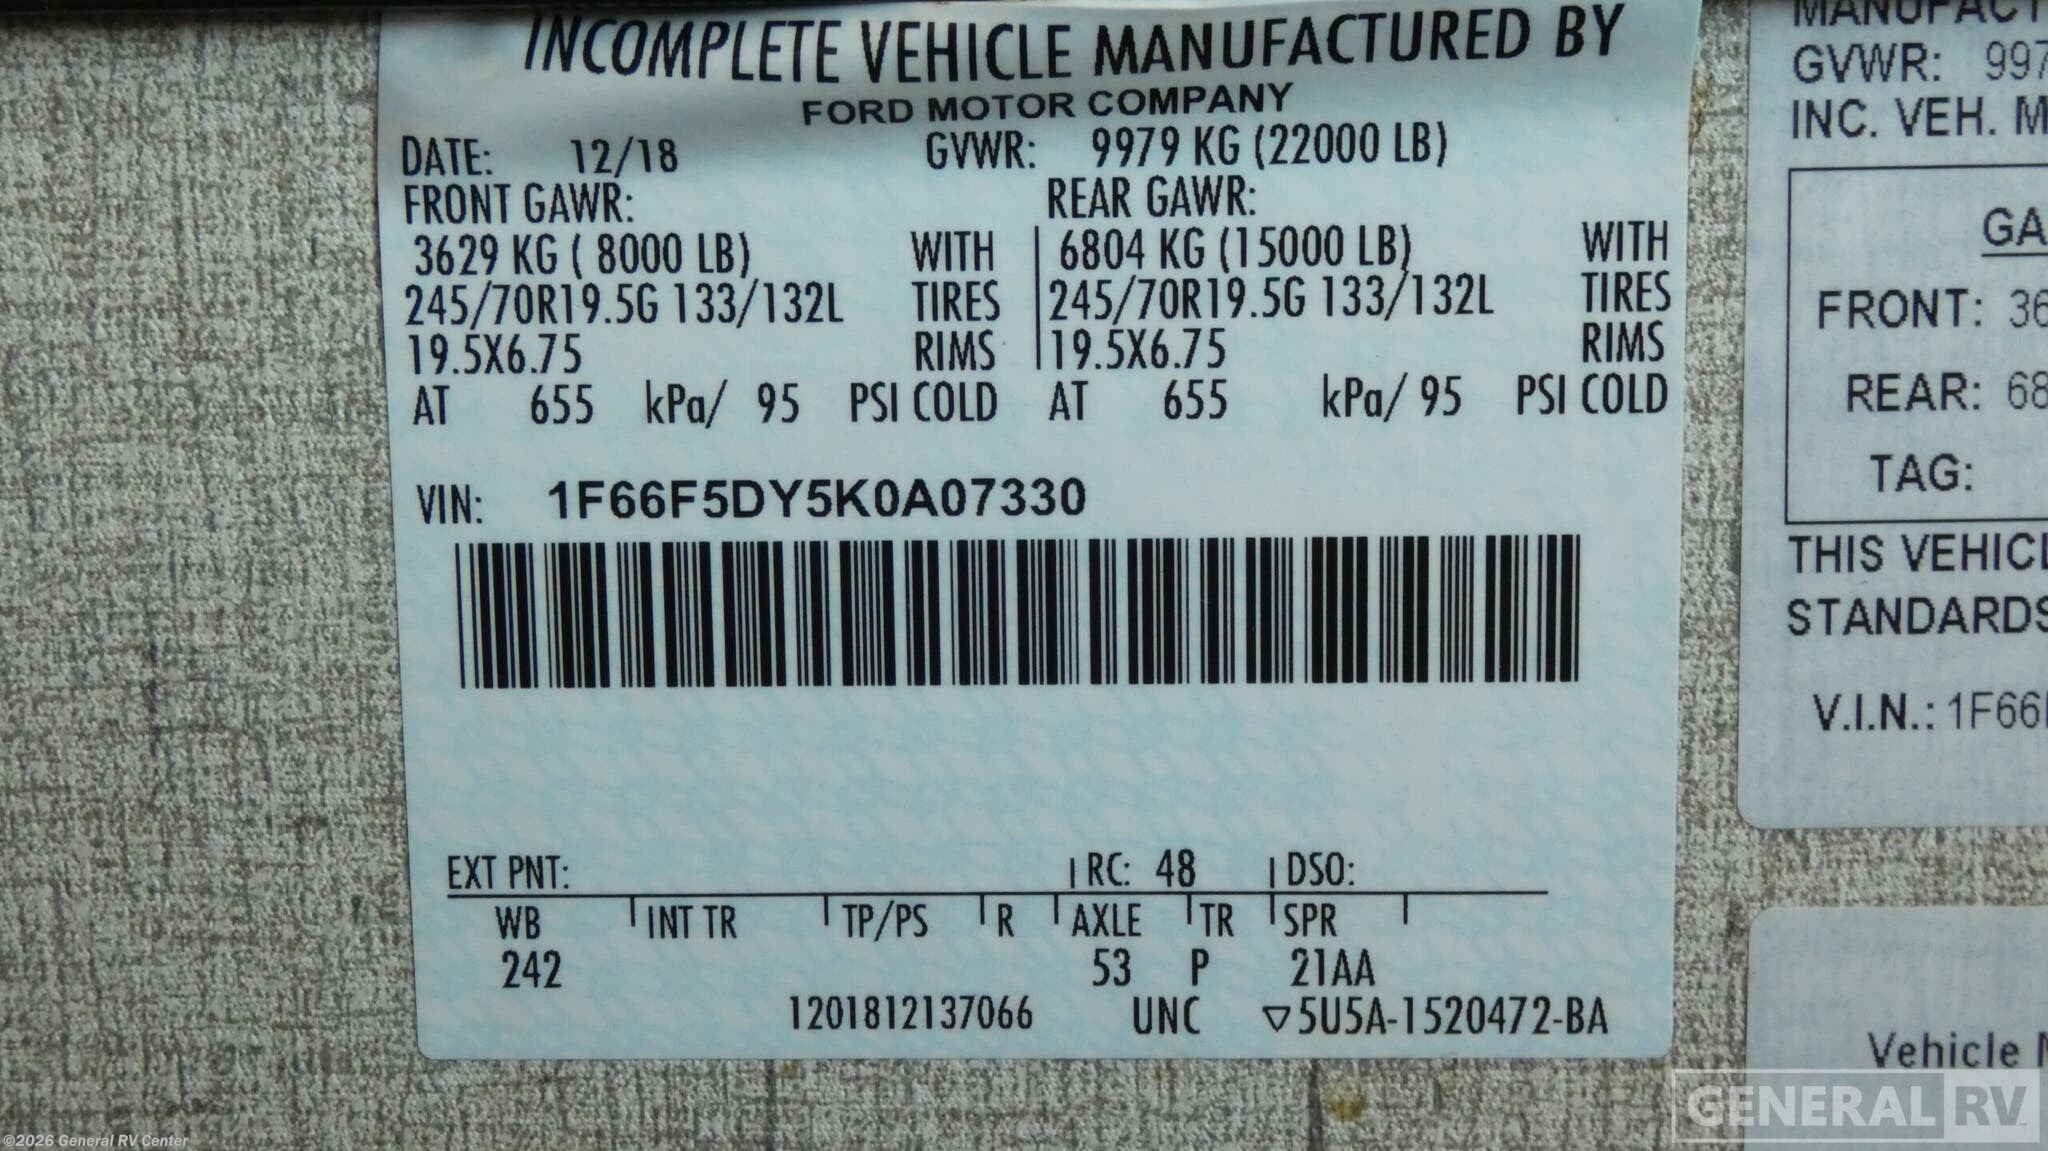 INCOMPLETE VEHICLE MANUFACTURED BY
FORD MOTOR COMPANY
DATE: 12/18 GVWR: 9979 KG (22000 LB)
FRONT GAWR: REAR GAWR:
3629 KG ( 8000 LB) WITH 6804 KG (15000 LB) WITH
245/70R19.5G 133/132L TIRES 245/70R19.5G 133/132L TIRES
19.5X6.75 RIMS 19.5X6.75 RIMS
AT 655 kPa/ 95 PSI COLD AT 655 kPa/ 95 PSI COLD
VIN: 1F66F5DY5K0A07330
EXT PNT: RC: 48 DSO:
WB INT TR TP/PS R AXLE TR SPR
242 53 P 21AA
1201812137066 UNC ▽5U5A-1520472-BA
MANUFACT
GVWR: 997
INC. VEH. M
GA
FRONT: 36
REAR: 68
TAG:
THIS VEHICL
STANDARDS
V.I.N.: 1F66
Vehicle
GENERAL RV
©2026 General RV Center